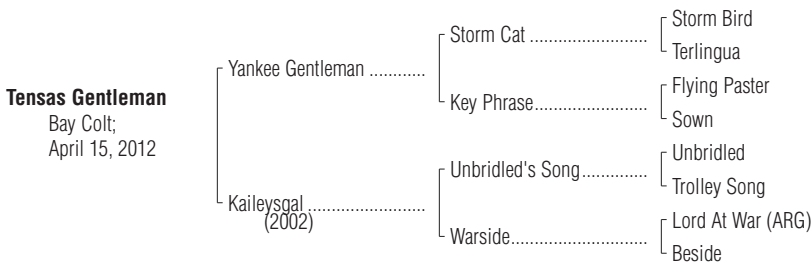 Tensas Gentleman
Bay Colt;
April 15, 2012
Yankee Gentleman ............
Kaileysgal .........................
(2002)
Storm Cat .........................
Key Phrase........................
Unbridled's Song..............
Warside.............................
Storm Bird
Terlingua
Flying Paster
Sown
Unbridled
Trolley Song
Lord At War (ARG)
Beside